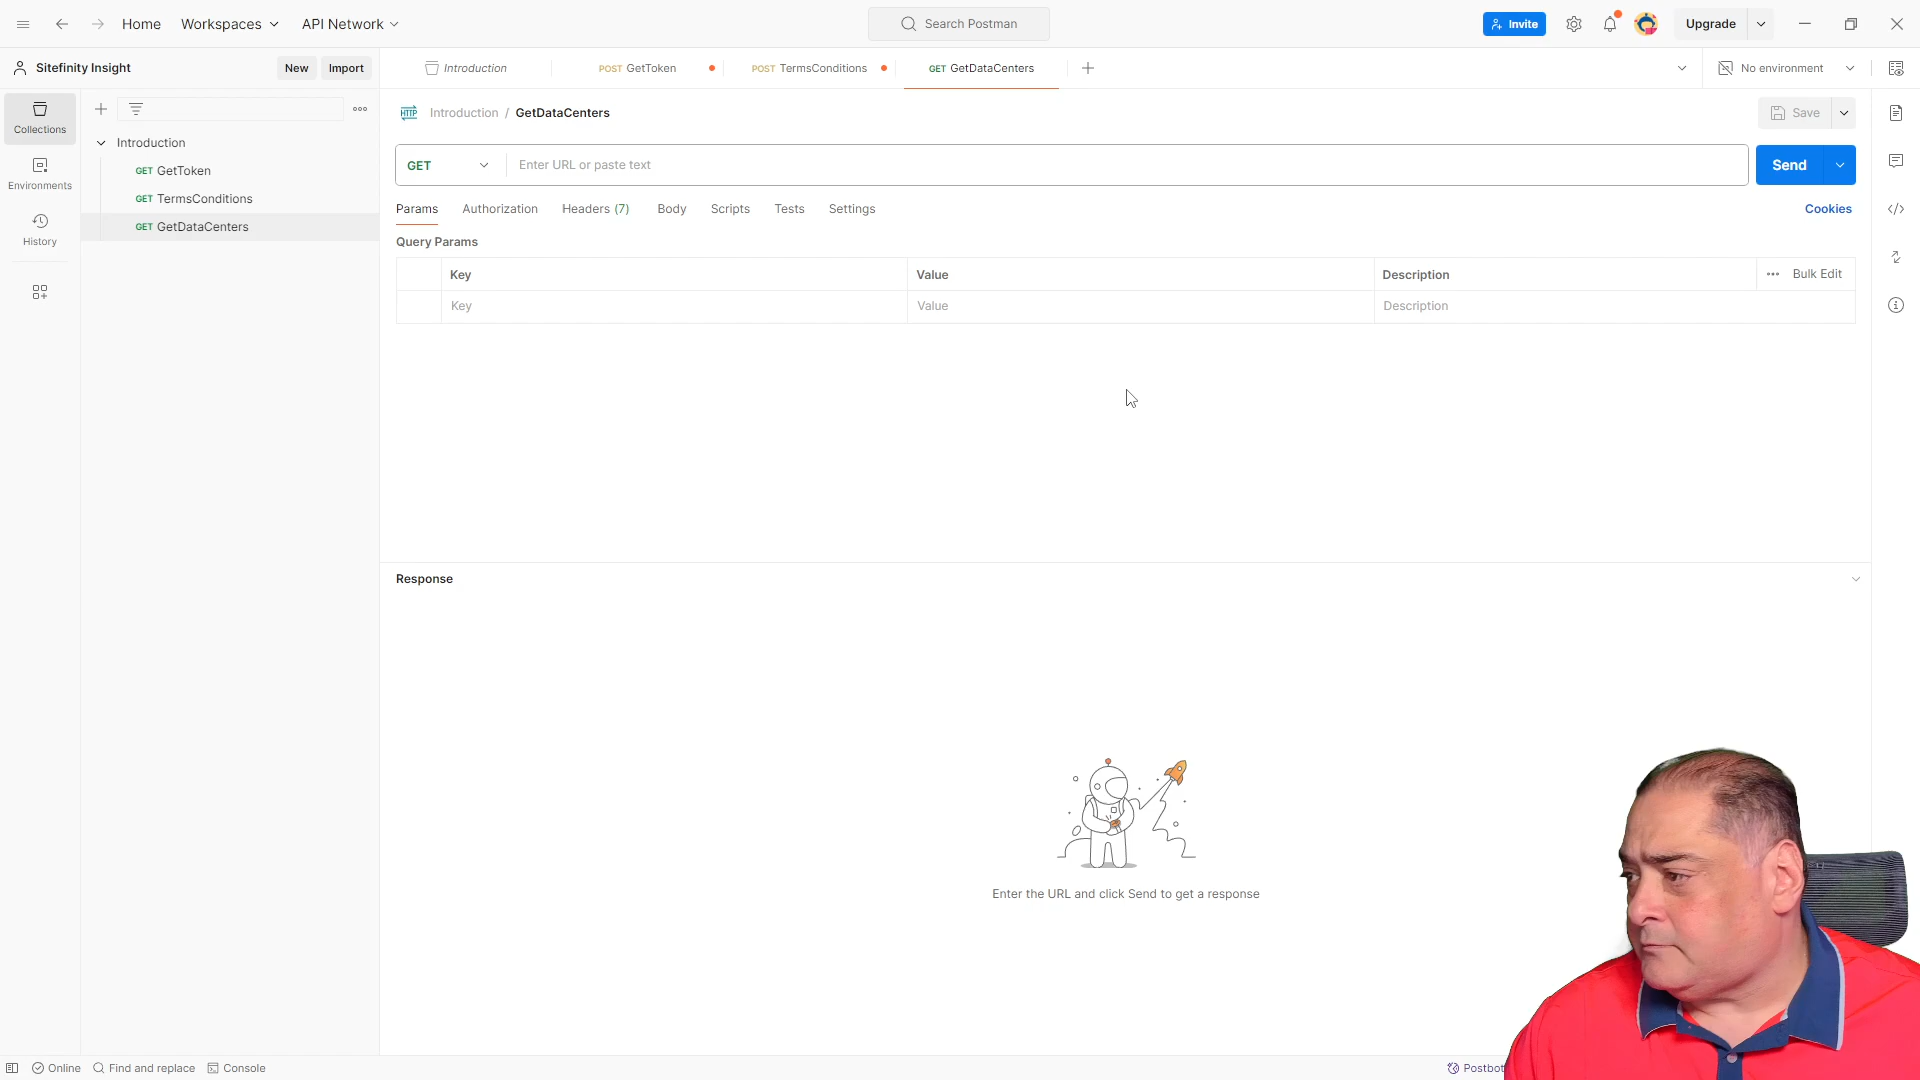 Home Workspaces API Network Search Postman Invite Upgrade
Sitefinity Insight New Import Introduction POST GetToken POST TermsConditions GET GetDataCenters No environment
Collections
Environments
History
Introduction
GET GetToken
GET TermsConditions
GET GetDataCenters
HTTP Introduction / GetDataCenters Save
GET Enter URL or paste text Send
Params Authorization Headers (7) Body Scripts Tests Settings Cookies
Query Params
Key Value Description Bulk Edit
Key Value Description
Response
Enter the URL and click Send to get a response
Online Find and replace Console Postbot